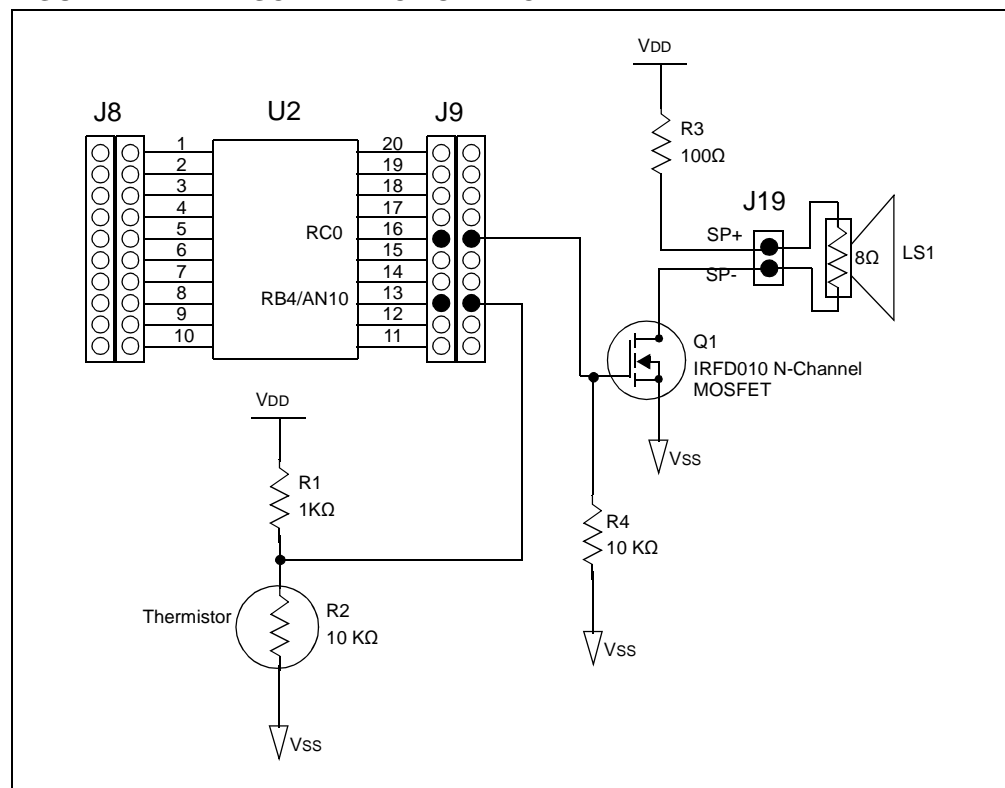 VDD
J8
U2
J9
R3
100Ω
1
2
3
4
5
6
7
8
9
10
20
19
18
17
16
15
14
13
12
11
RC0
RB4/AN10
J19
SP+
SP-
8Ω
LS1
Q1
IRFD010 N-Channel
MOSFET
VSS
VDD
R1
1KΩ
R4
10 KΩ
Thermistor
R2
10 KΩ
VSS
VSS